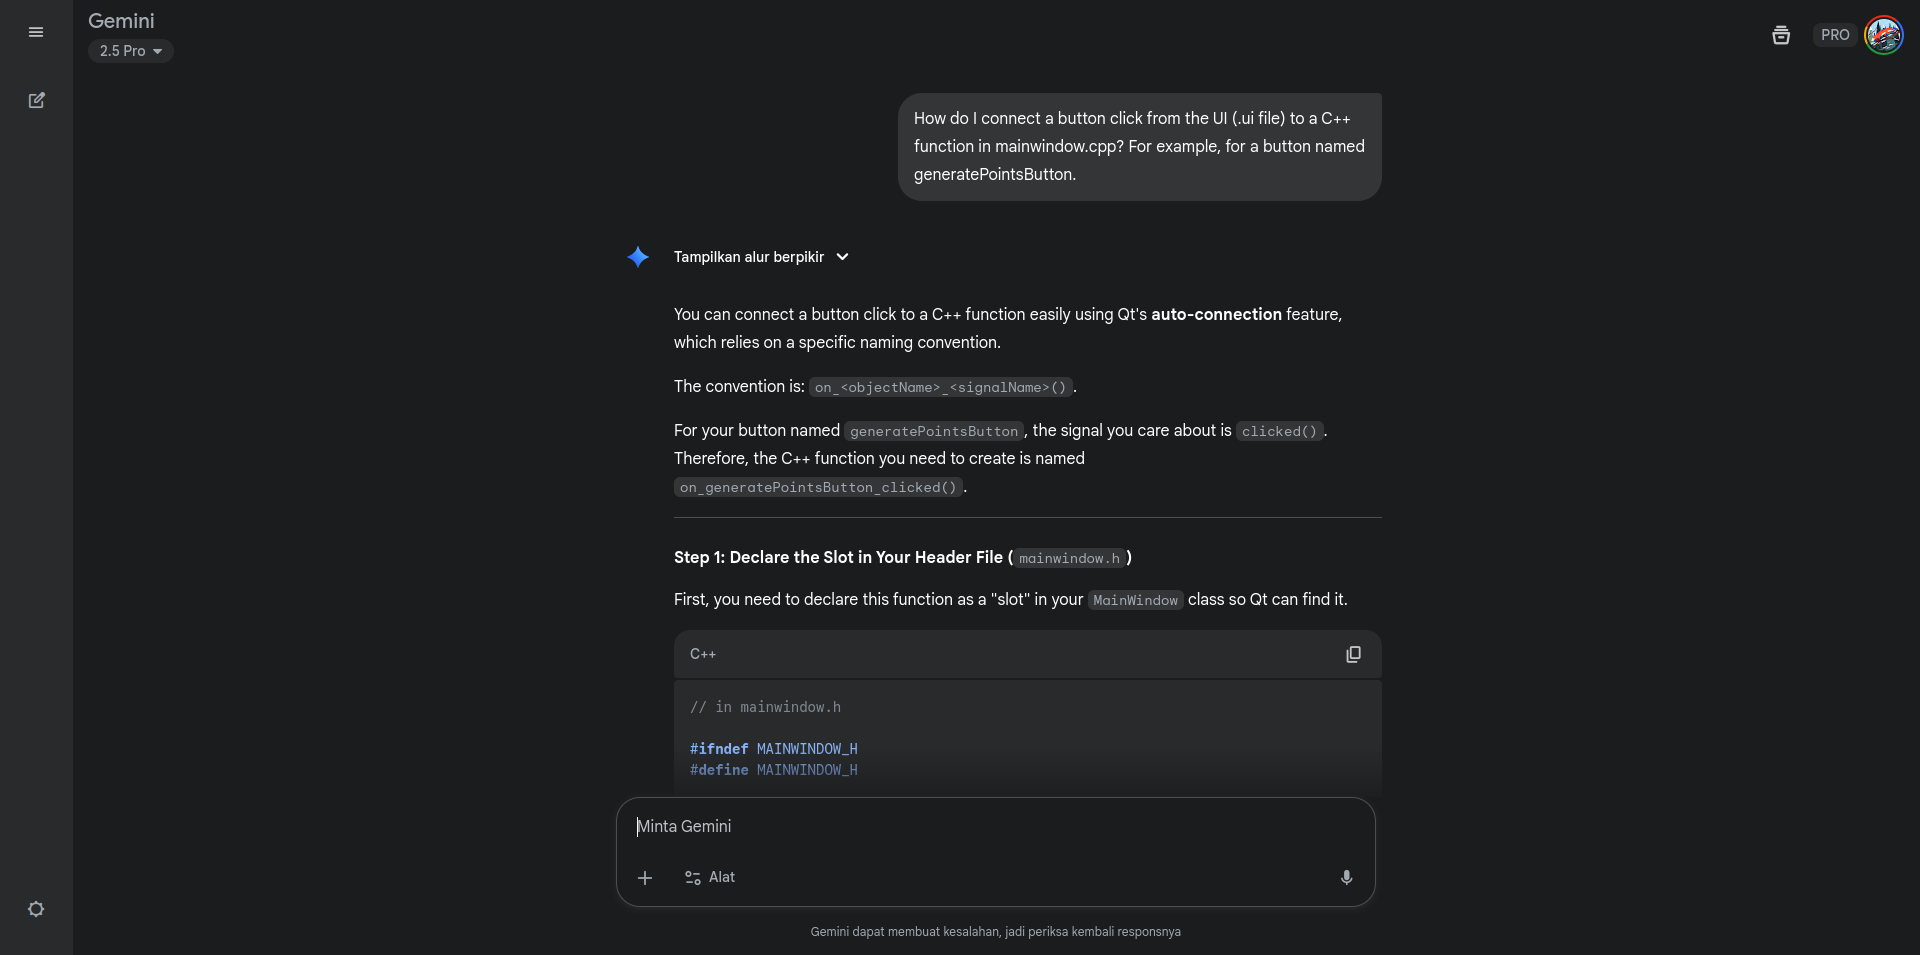 Gemini
2.5 Pro
PRO
How do I connect a button click from the UI (.ui file) to a C++
function in mainwindow.cpp? For example, for a button named
generatePointsButton.
Tampilkan alur berpikir
You can connect a button click to a C++ function easily using Qt's auto-connection feature,
which relies on a specific naming convention.
The convention is: on_<objectName>_<signalName>().
For your button named generatePointsButton, the signal you care about is clicked().
Therefore, the C++ function you need to create is named
on_generatePointsButton_clicked().
Step 1: Declare the Slot in Your Header File (mainwindow.h)
First, you need to declare this function as a "slot" in your MainWindow class so Qt can find it.
C++
// in mainwindow.h
#ifndef MAINWINDOW_H
#define MAINWINDOW_H
Minta Gemini
Alat
Gemini dapat membuat kesalahan, jadi periksa kembali responsnya